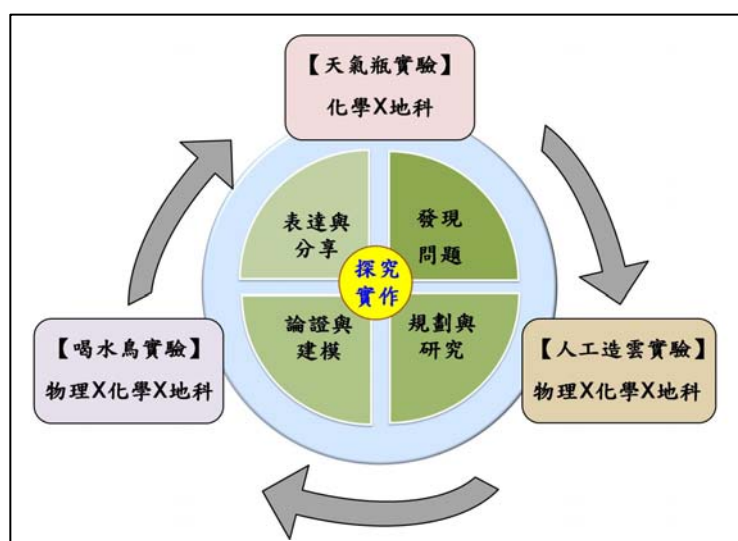 【天氣瓶實驗】
化學X地科
表達與
分享
發現
問題
探究
實作
論證與
建模
規劃與
研究
【喝水鳥實驗】
物理X化學X地科
【人工造雲實驗】
物理X化學X地科